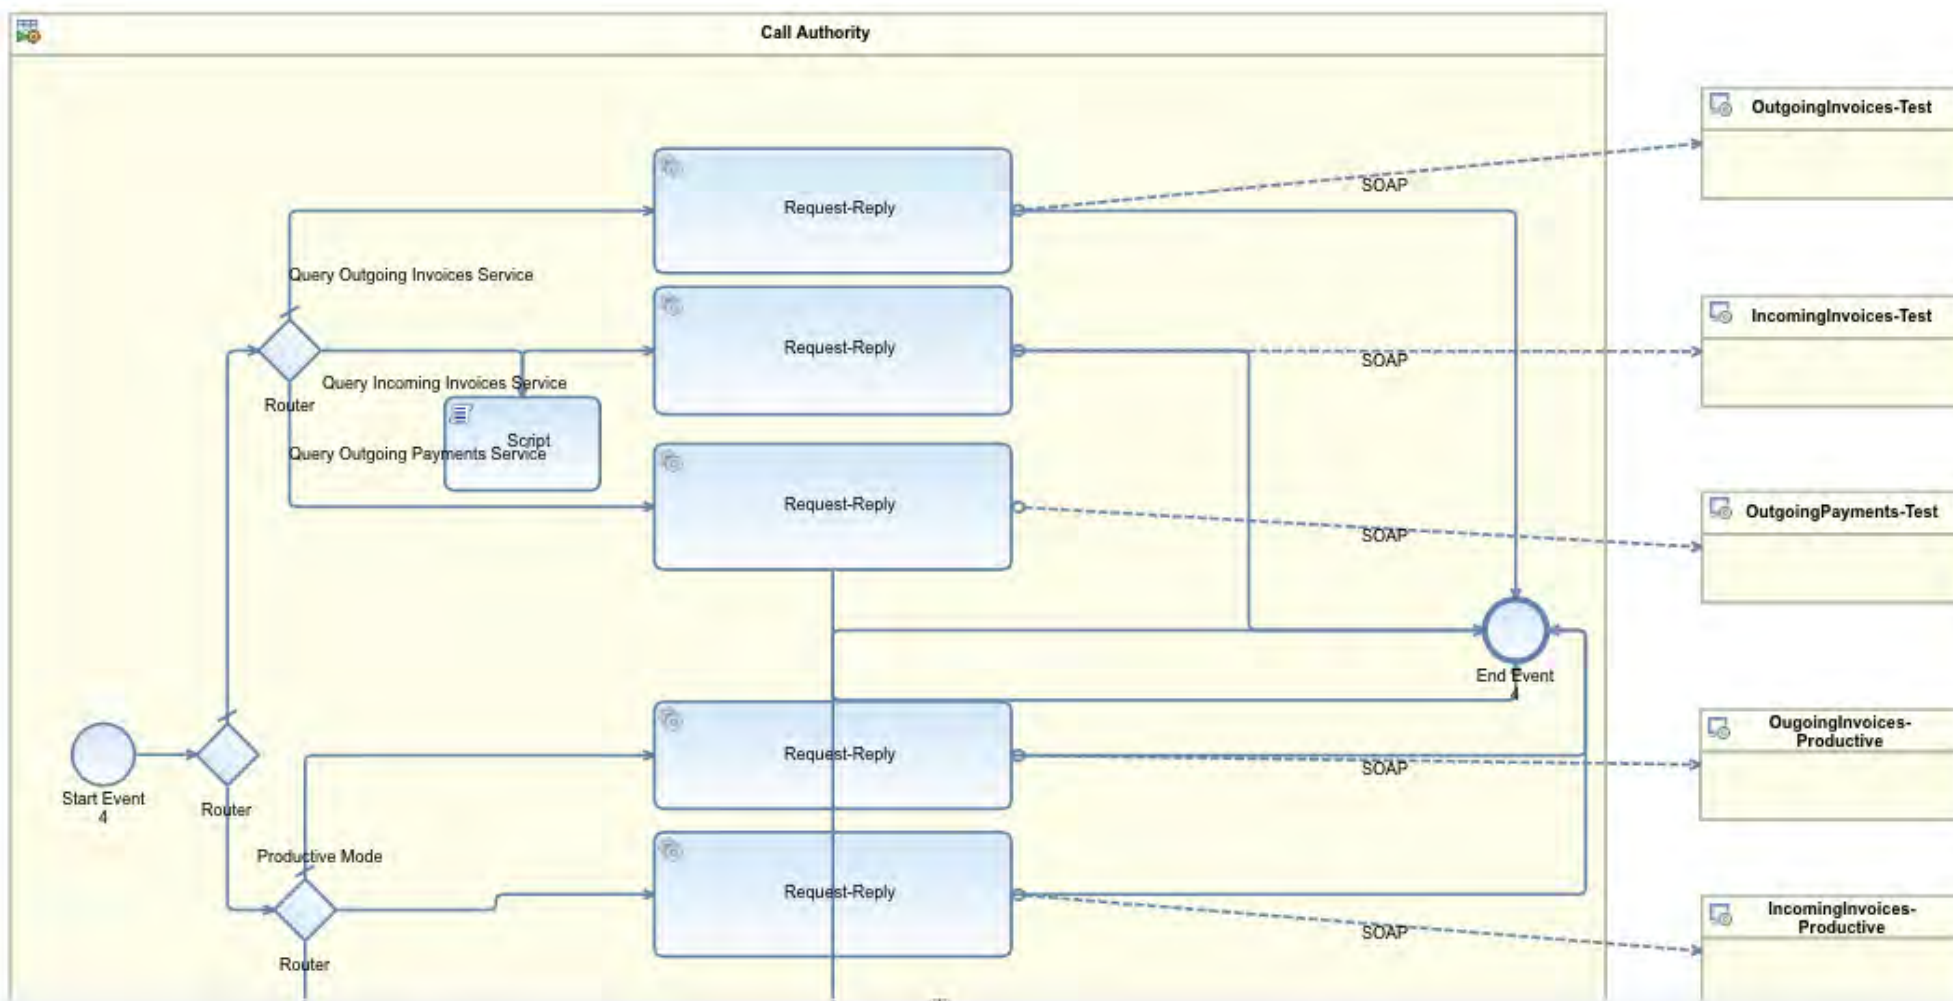 Call Authority
OutgoingInvoices-Test
SOAP
Request-Reply
Query Outgoing Invoices Service
IncomingInvoices-Test
Request-Reply
SOAP
Query Incoming Invoices Service
Router
Script
Query Outgoing Payments Service
Request-Reply
OutgoingPayments-Test
SOAP
End Event
4
OugoingInvoices-
Productive
Request-Reply
SOAP
Start Event
4
Router
Productive Mode
Request-Reply
IncomingInvoices-
Productive
SOAP
Router